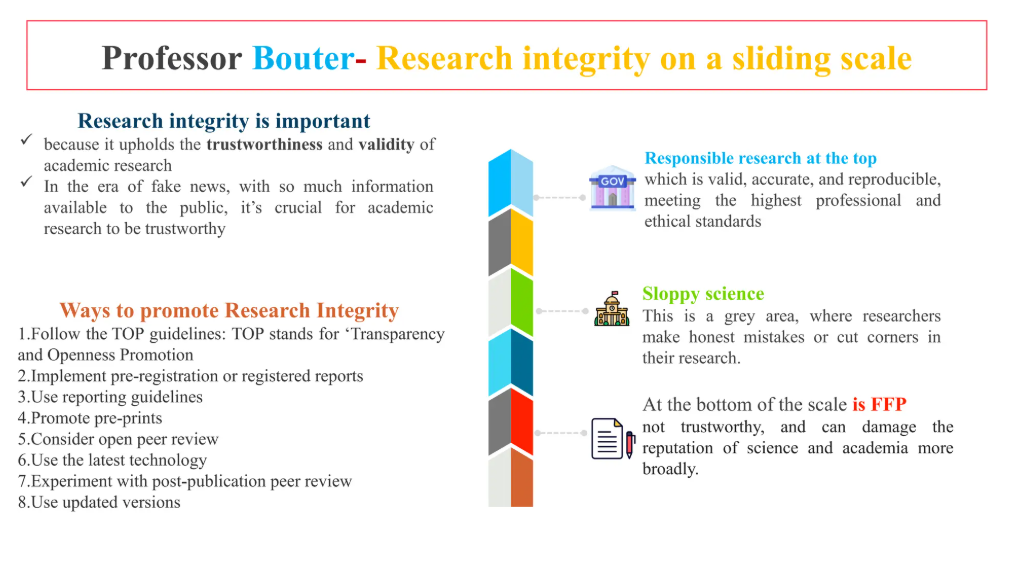 Professor Bouter- Research integrity on a sliding scale
Research integrity is important
✓ because it upholds the trustworthiness and validity of
academic research
✓ In the era of fake news, with so much information
available to the public, it’s crucial for academic
research to be trustworthy
Ways to promote Research Integrity
1.Follow the TOP guidelines: TOP stands for ‘Transparency
and Openness Promotion
2.Implement pre-registration or registered reports
3.Use reporting guidelines
4.Promote pre-prints
5.Consider open peer review
6.Use the latest technology
7.Experiment with post-publication peer review
8.Use updated versions
GOV
Responsible research at the top
which is valid, accurate, and reproducible,
meeting the highest professional and
ethical standards
Sloppy science
This is a grey area, where researchers
make honest mistakes or cut corners in
their research.
At the bottom of the scale is FFP
not trustworthy, and can damage the
reputation of science and academia more
broadly.